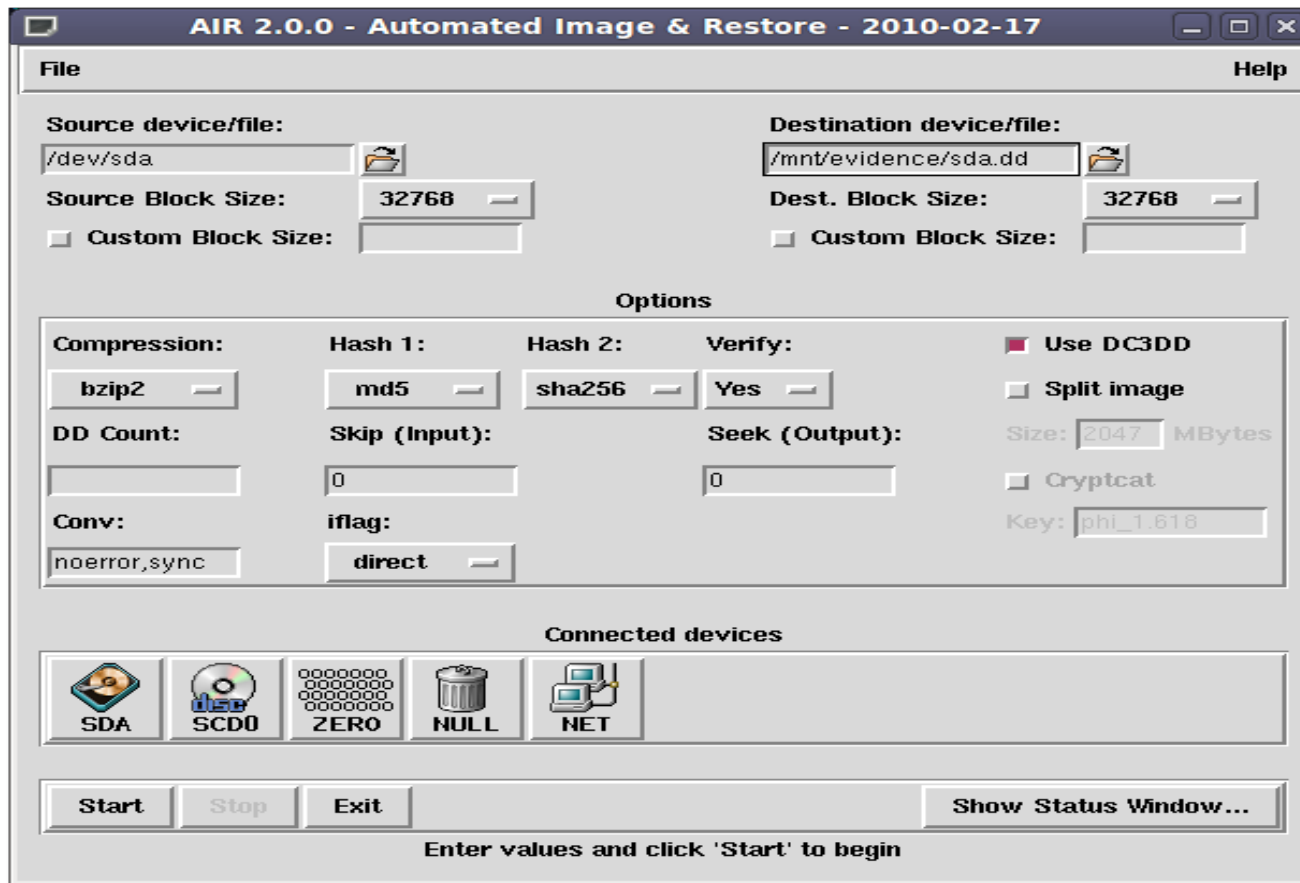 AIR 2.0.0 - Automated Image & Restore - 2010-02-17
File Help
Source device/file: Destination device/file:
/dev/sda /mnt/evidence/sda.dd
Source Block Size: 32768 Dest. Block Size: 32768
Custom Block Size: Custom Block Size:
Options
Compression: Hash 1: Hash 2: Verify: Use DC3DD
bzip2 md5 sha256 Yes Split image
DD Count: Skip (Input): Seek (Output): Size: 2047 MBytes
0 0 Cryptcat
Conv: iflag: Key: phi_1.618
noerror,sync direct
Connected devices
disc
SDA SCD0 ZERO NULL NET
Start Stop Exit Show Status Window...
Enter values and click 'Start' to begin